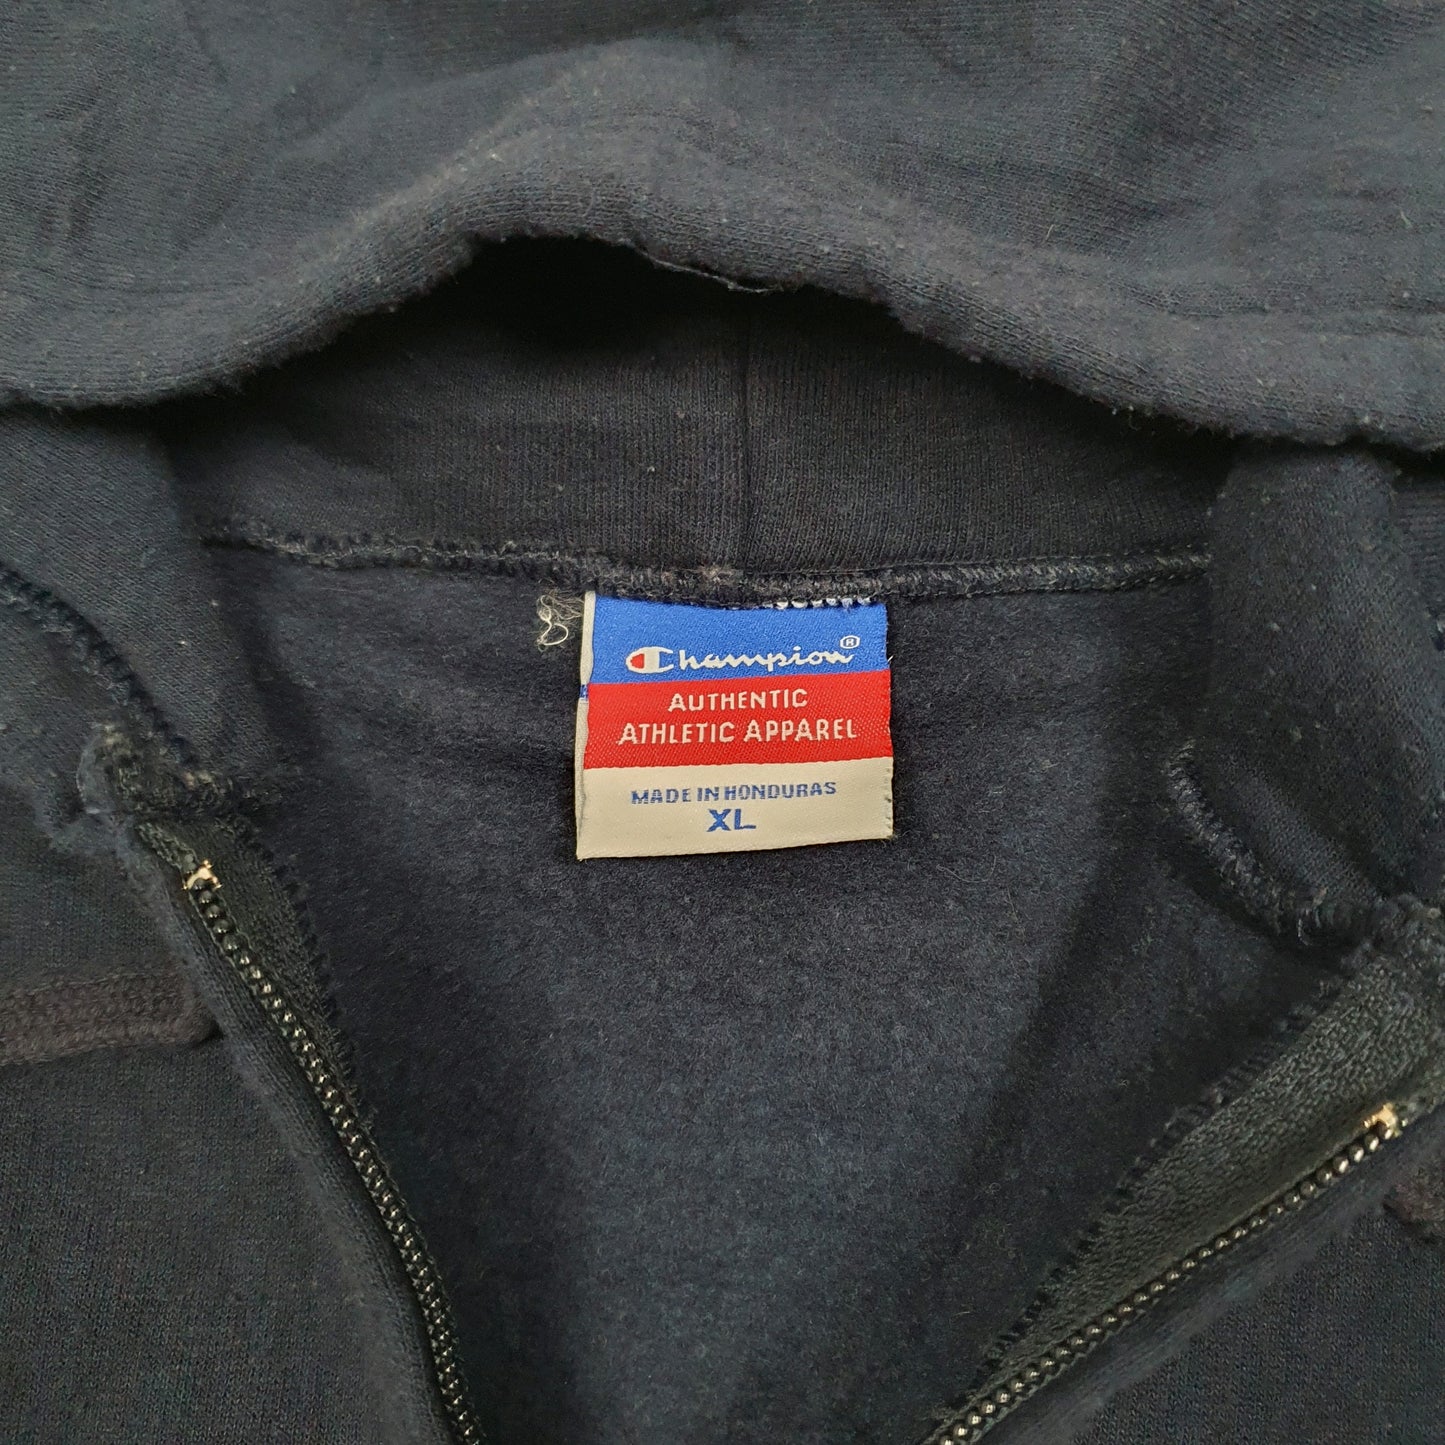 Champion®
AUTHENTIC
ATHLETIC APPAREL
MADE IN HONDURAS
XL